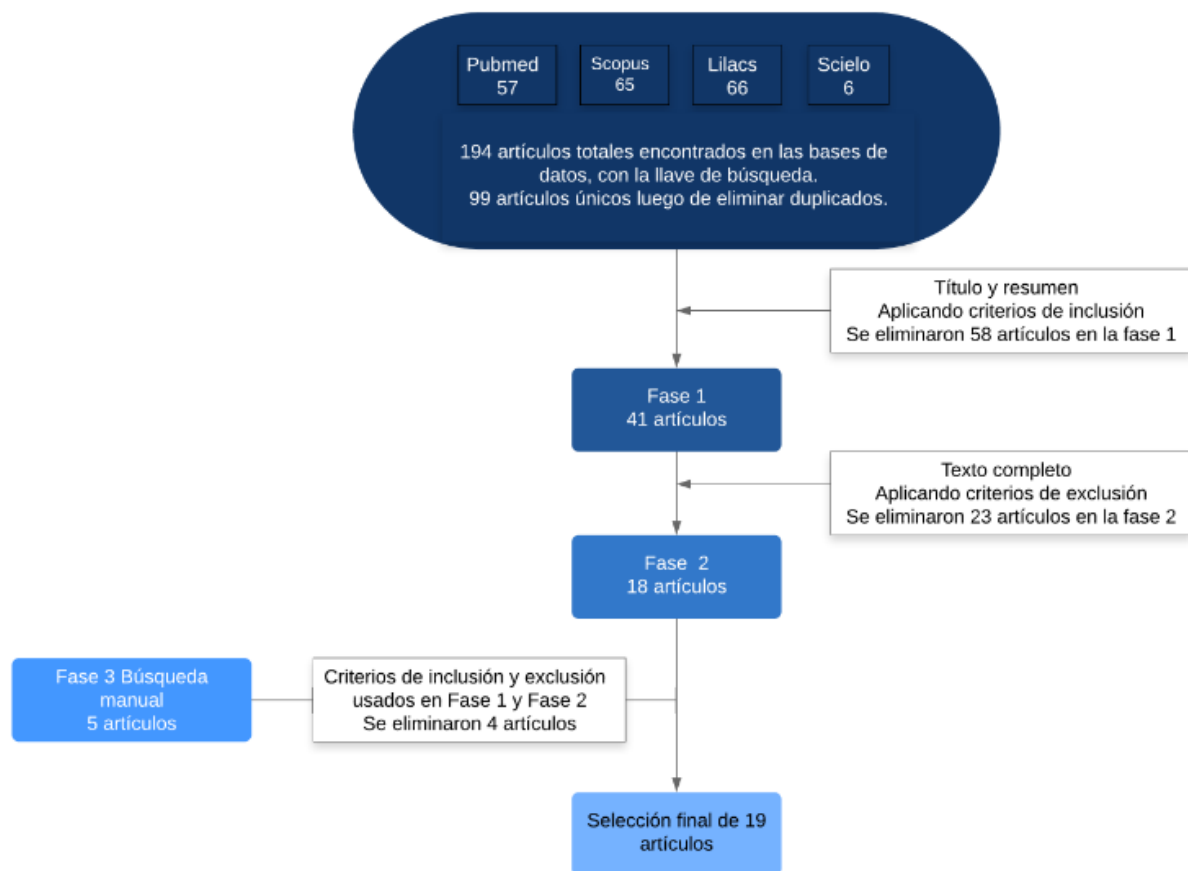 Pubmed
57
Scopus
65
Lilacs
66
Scielo
6
194 artículos totales encontrados en las bases de
datos, con la llave de búsqueda.
99 artículos únicos luego de eliminar duplicados.
Título y resumen
Aplicando criterios de inclusión
Se eliminaron 58 artículos en la fase 1
Fase 1
41 artículos
Texto completo
Aplicando criterios de exclusión
Se eliminaron 23 artículos en la fase 2
Fase 2
18 artículos
Fase 3 Búsqueda
manual
5 artículos
Criterios de inclusión y exclusión
usados en Fase 1 y Fase 2
Se eliminaron 4 artículos
Selección final de 19
artículos